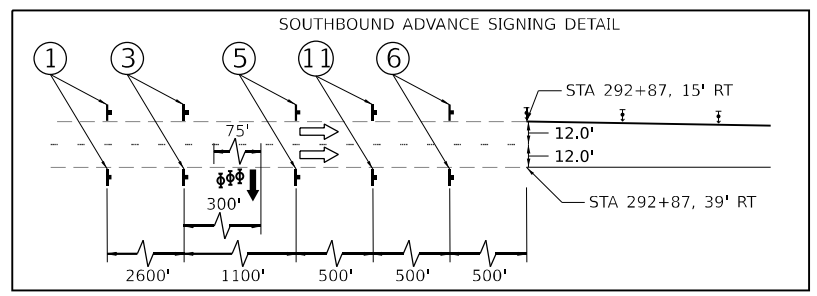 SOUTHBOUND ADVANCE SIGNING DETAIL
1 3 5 11 6
STA 292+87, 15' RT
75'
12.0'
12.0'
300'
STA 292+87, 39' RT
2600' 1100' 500' 500' 500'